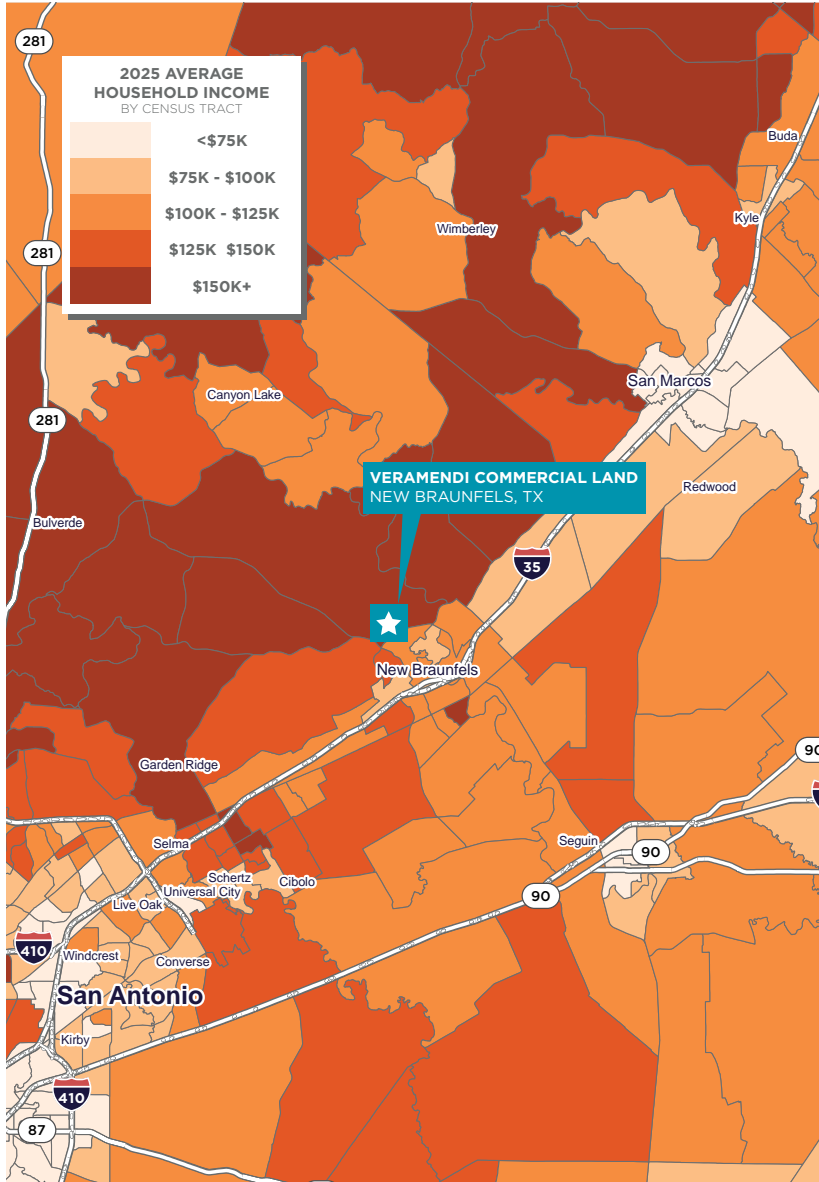 281
2025 AVERAGE
HOUSEHOLD INCOME
BY CENSUS TRACT
<$75K
$75K - $100K
$100K - $125K
$125K $150K
$150K+
Buda
Kyle
Wimberley
281
San Marcos
Canyon Lake
281
VERAMENDI COMMERCIAL LAND
NEW BRAUNFELS, TX
Redwood
Bulverde
35
New Braunfels
90
Garden Ridge
Selma
Seguin
90
Schertz
Cibolo
Universal City
90
Live Oak
410
Windcrest
Converse
San Antonio
Kirby
410
87